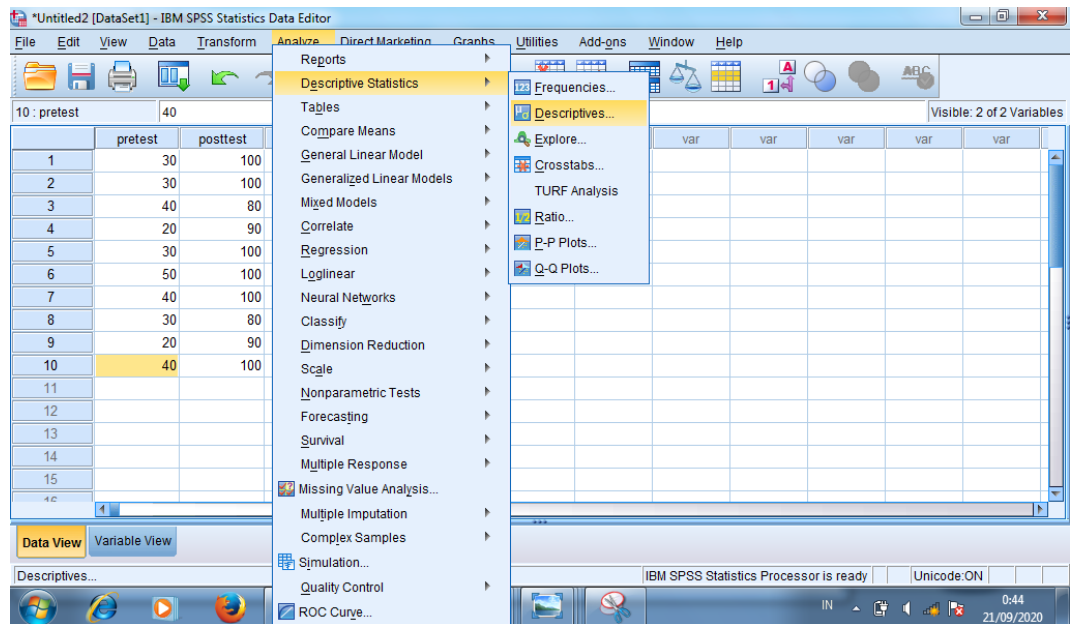 *Untitled2 [DataSet1] - IBM SPSS Statistics Data Editor
File Edit View Data Transform Analyze Direct Marketing Graphs Utilities Add-ons Window Help
10 : pretest 40 Visible: 2 of 2 Variables
pretest posttest var var var var var
1 30 100
2 30 100
3 40 80
4 20 90
5 30 100
6 50 100
7 40 100
8 30 80
9 20 90
10 40 100
11
12
13
14
15
16
Reports
Descriptive Statistics
Tables
Compare Means
General Linear Model
Generalized Linear Models
Mixed Models
Correlate
Regression
Loglinear
Neural Networks
Classify
Dimension Reduction
Scale
Nonparametric Tests
Forecasting
Survival
Multiple Response
Missing Value Analysis...
Multiple Imputation
Complex Samples
Simulation...
Quality Control
ROC Curve...
123 Frequencies...
Descriptives...
Explore...
Crosstabs...
TURF Analysis
1/2 Ratio...
P-P Plots...
Q-Q Plots...
Data View Variable View
Descriptives... IBM SPSS Statistics Processor is ready Unicode:ON
IN 0:44
21/09/2020